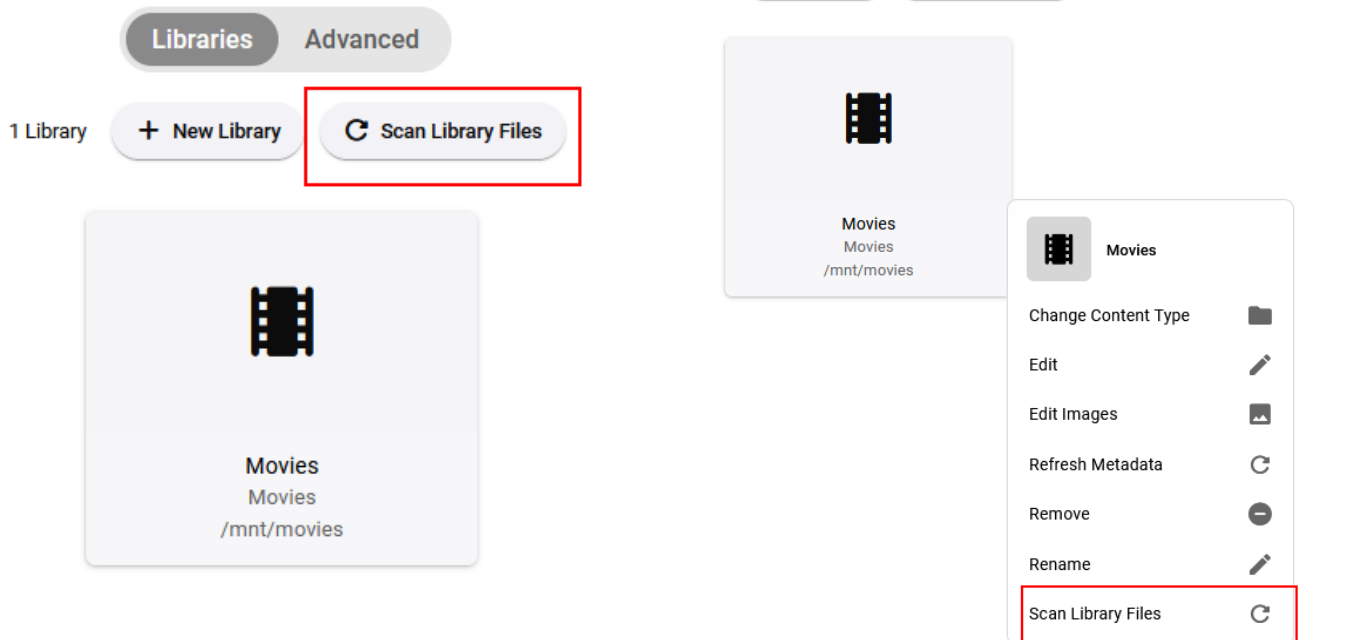 Libraries Advanced
1 Library + New Library Scan Library Files
Movies
Movies
/mnt/movies
Movies
Movies
/mnt/movies
Movies
Change Content Type
Edit
Edit Images
Refresh Metadata
Remove
Rename
Scan Library Files